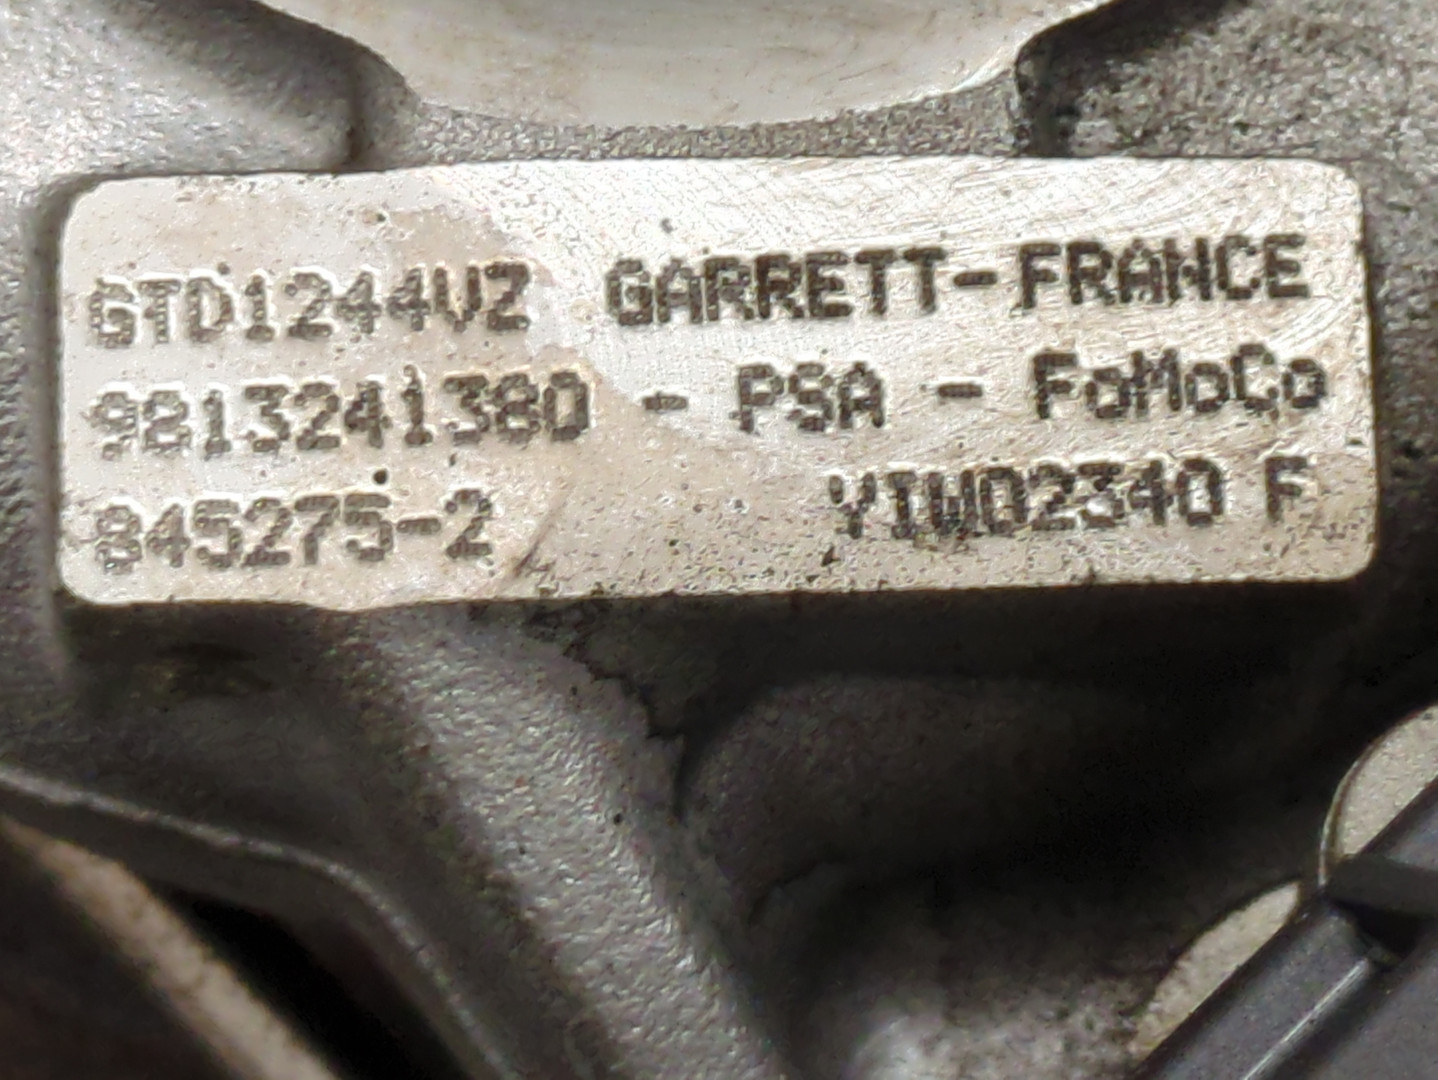 GTD1244VZ GARRETT-FRANCE
9813241380 - PSA - FoMoCo
845275-2 YIW02340 F